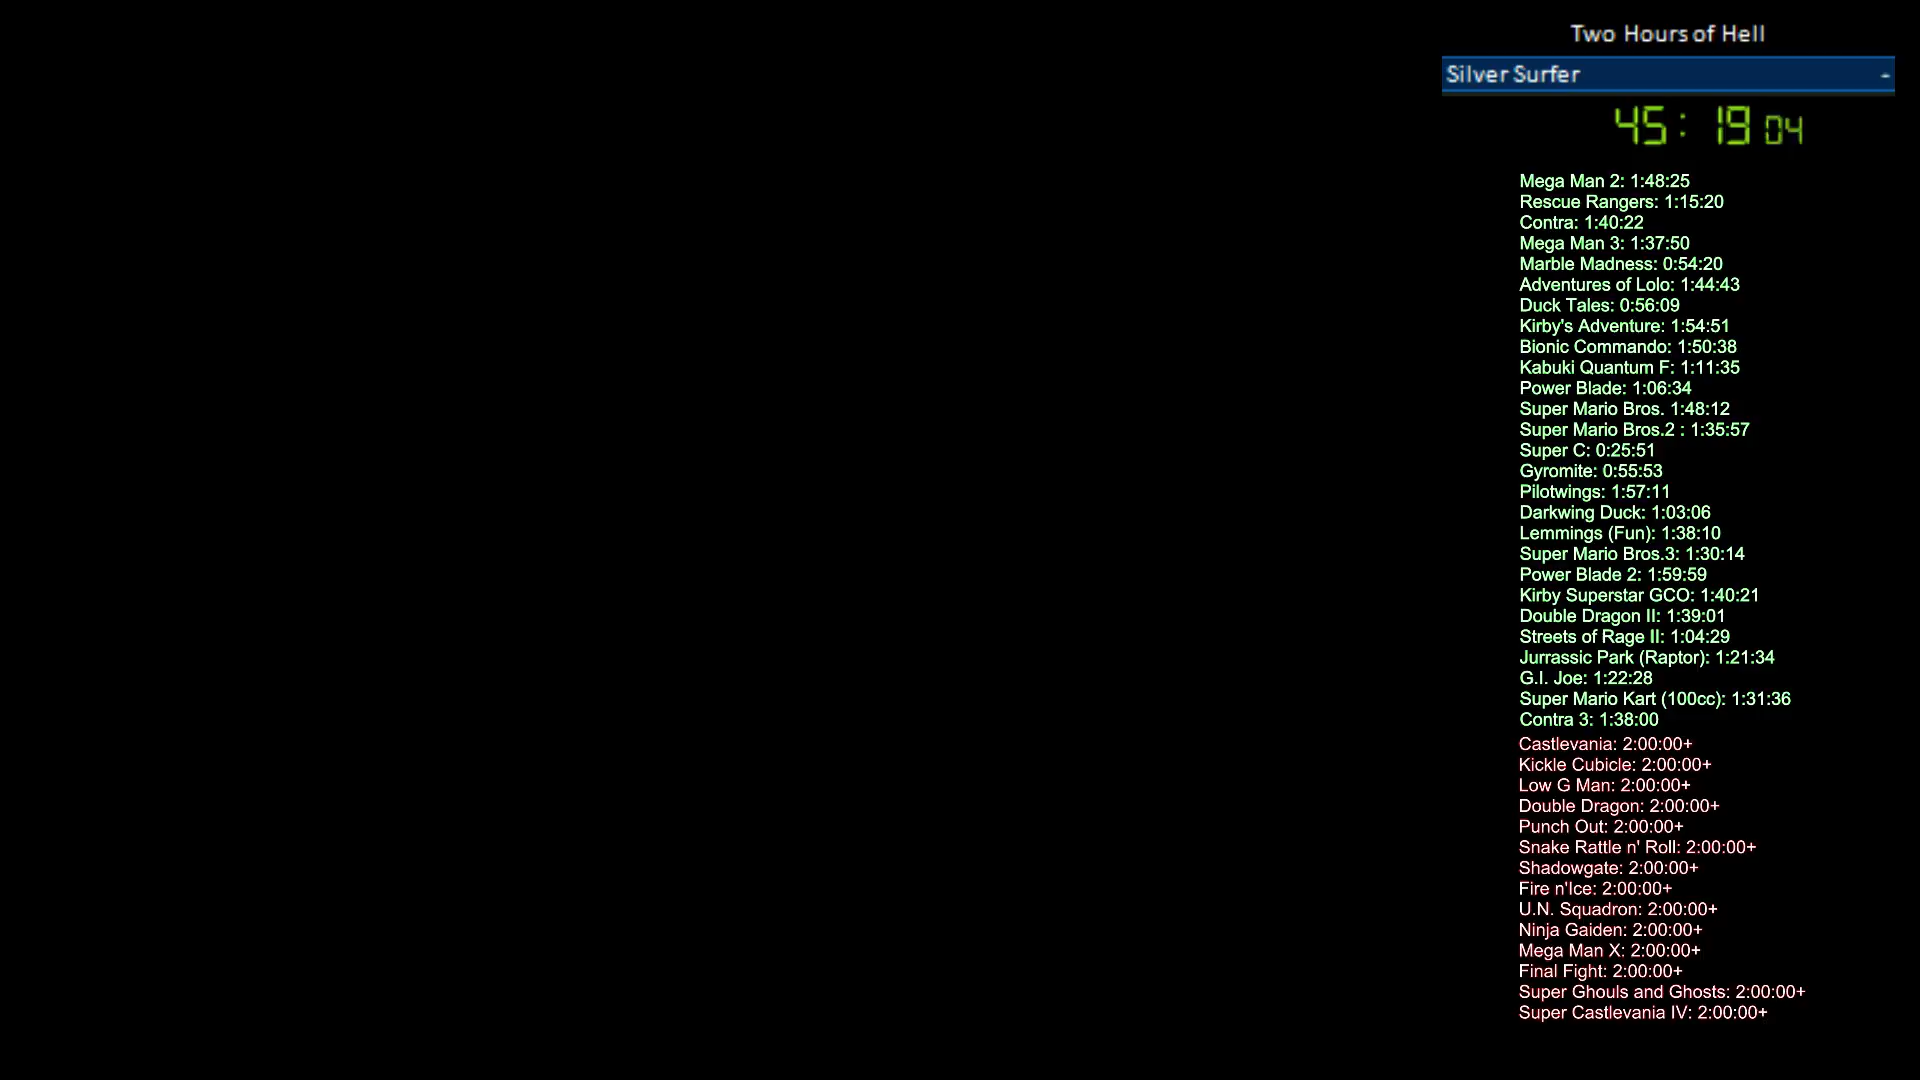 Two Hours of Hell
Silver Surfer -
45:19 04
Mega Man 2: 1:48:25
Rescue Rangers: 1:15:20
Contra: 1:40:22
Mega Man 3: 1:37:50
Marble Madness: 0:54:20
Adventures of Lolo: 1:44:43
Duck Tales: 0:56:09
Kirby's Adventure: 1:54:51
Bionic Commando: 1:50:38
Kabuki Quantum F: 1:11:35
Power Blade: 1:06:34
Super Mario Bros. 1:48:12
Super Mario Bros.2 : 1:35:57
Super C: 0:25:51
Gyromite: 0:55:53
Pilotwings: 1:57:11
Darkwing Duck: 1:03:06
Lemmings (Fun): 1:38:10
Super Mario Bros.3: 1:30:14
Power Blade 2: 1:59:59
Kirby Superstar GCO: 1:40:21
Double Dragon II: 1:39:01
Streets of Rage II: 1:04:29
Jurrassic Park (Raptor): 1:21:34
G.I. Joe: 1:22:28
Super Mario Kart (100cc): 1:31:36
Contra 3: 1:38:00
Castlevania: 2:00:00+
Kickle Cubicle: 2:00:00+
Low G Man: 2:00:00+
Double Dragon: 2:00:00+
Punch Out: 2:00:00+
Snake Rattle n' Roll: 2:00:00+
Shadowgate: 2:00:00+
Fire n'Ice: 2:00:00+
U.N. Squadron: 2:00:00+
Ninja Gaiden: 2:00:00+
Mega Man X: 2:00:00+
Final Fight: 2:00:00+
Super Ghouls and Ghosts: 2:00:00+
Super Castlevania IV: 2:00:00+